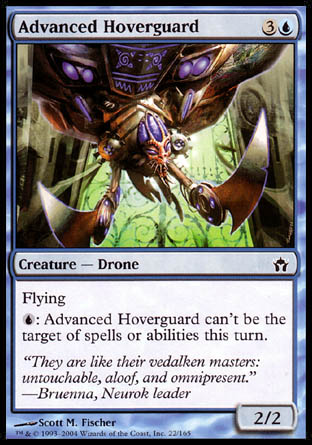 Advanced Hoverguard 3
Creature — Drone
Flying
: Advanced Hoverguard can't be the
target of spells or abilities this turn.
"They are like their vedalken masters:
untouchable, aloof, and omnipresent."
—Bruenna, Neurok leader
Scott M. Fischer
™ & © 1993–2004 Wizards of the Coast, Inc. 22/165
2/2